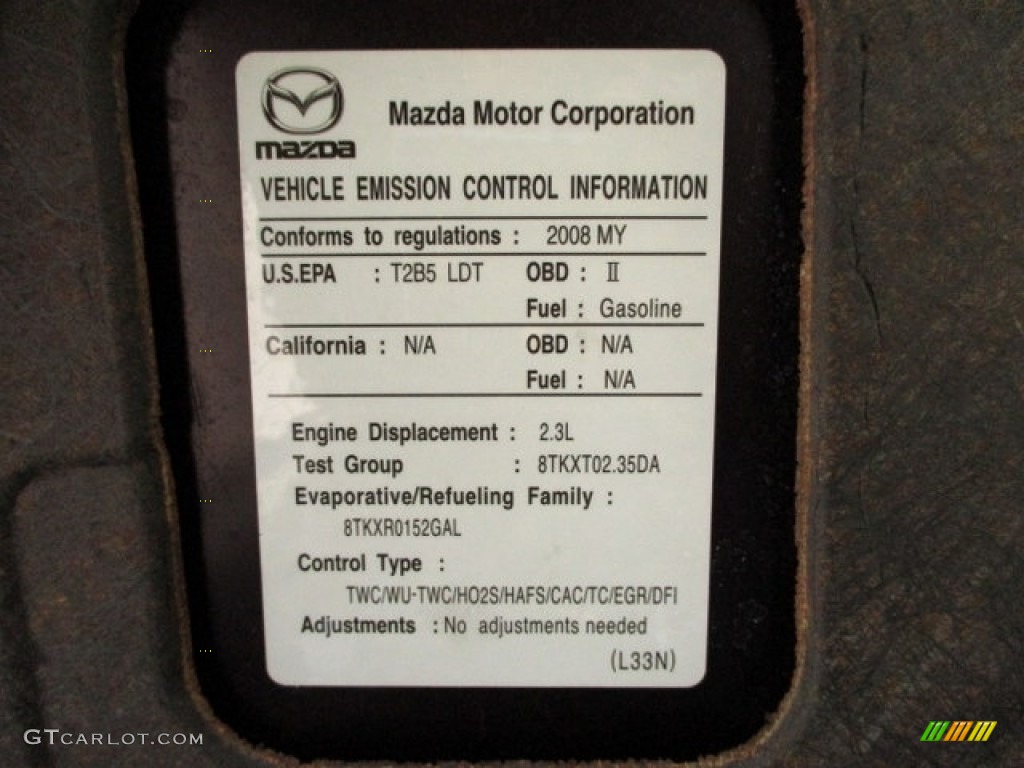 mazda
Mazda Motor Corporation
VEHICLE EMISSION CONTROL INFORMATION
Conforms to regulations : 2008 MY
U.S.EPA : T2B5 LDT OBD : II
Fuel : Gasoline
California : N/A OBD : N/A
Fuel : N/A
Engine Displacement : 2.3L
Test Group : 8TKXT02.35DA
Evaporative/Refueling Family :
8TKXR0152GAL
Control Type :
TWC/WU-TWC/HO2S/HAFS/CAC/TC/EGR/DFI
Adjustments : No adjustments needed
(L33N)
GTCARLOT.COM